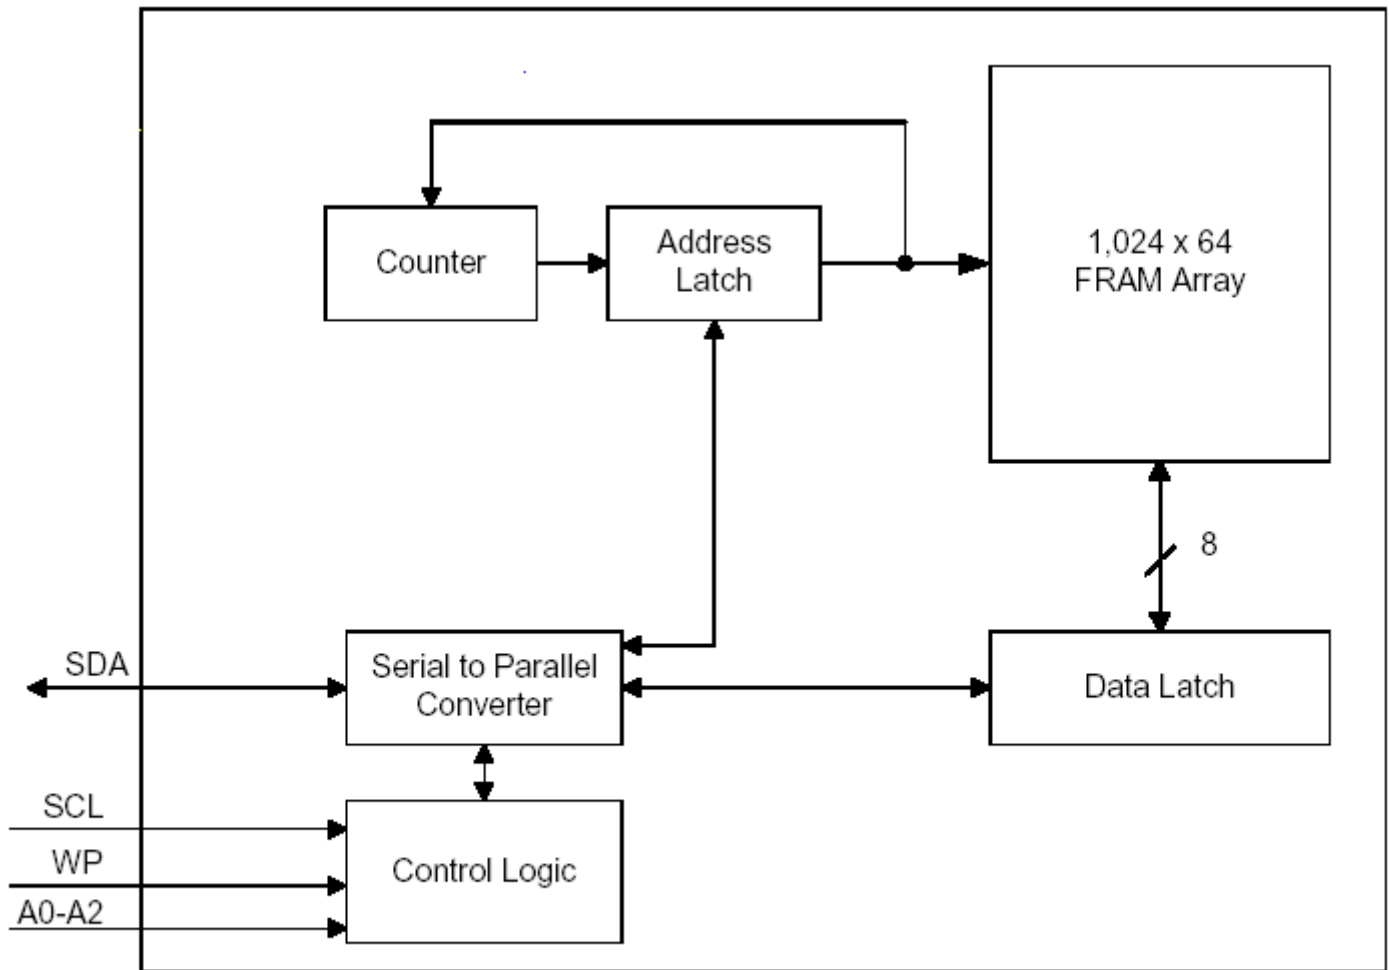 Counter
Address
Latch
1,024 x 64
FRAM Array
8
SDA
Serial to Parallel
Converter
Data Latch
SCL
WP
A0-A2
Control Logic